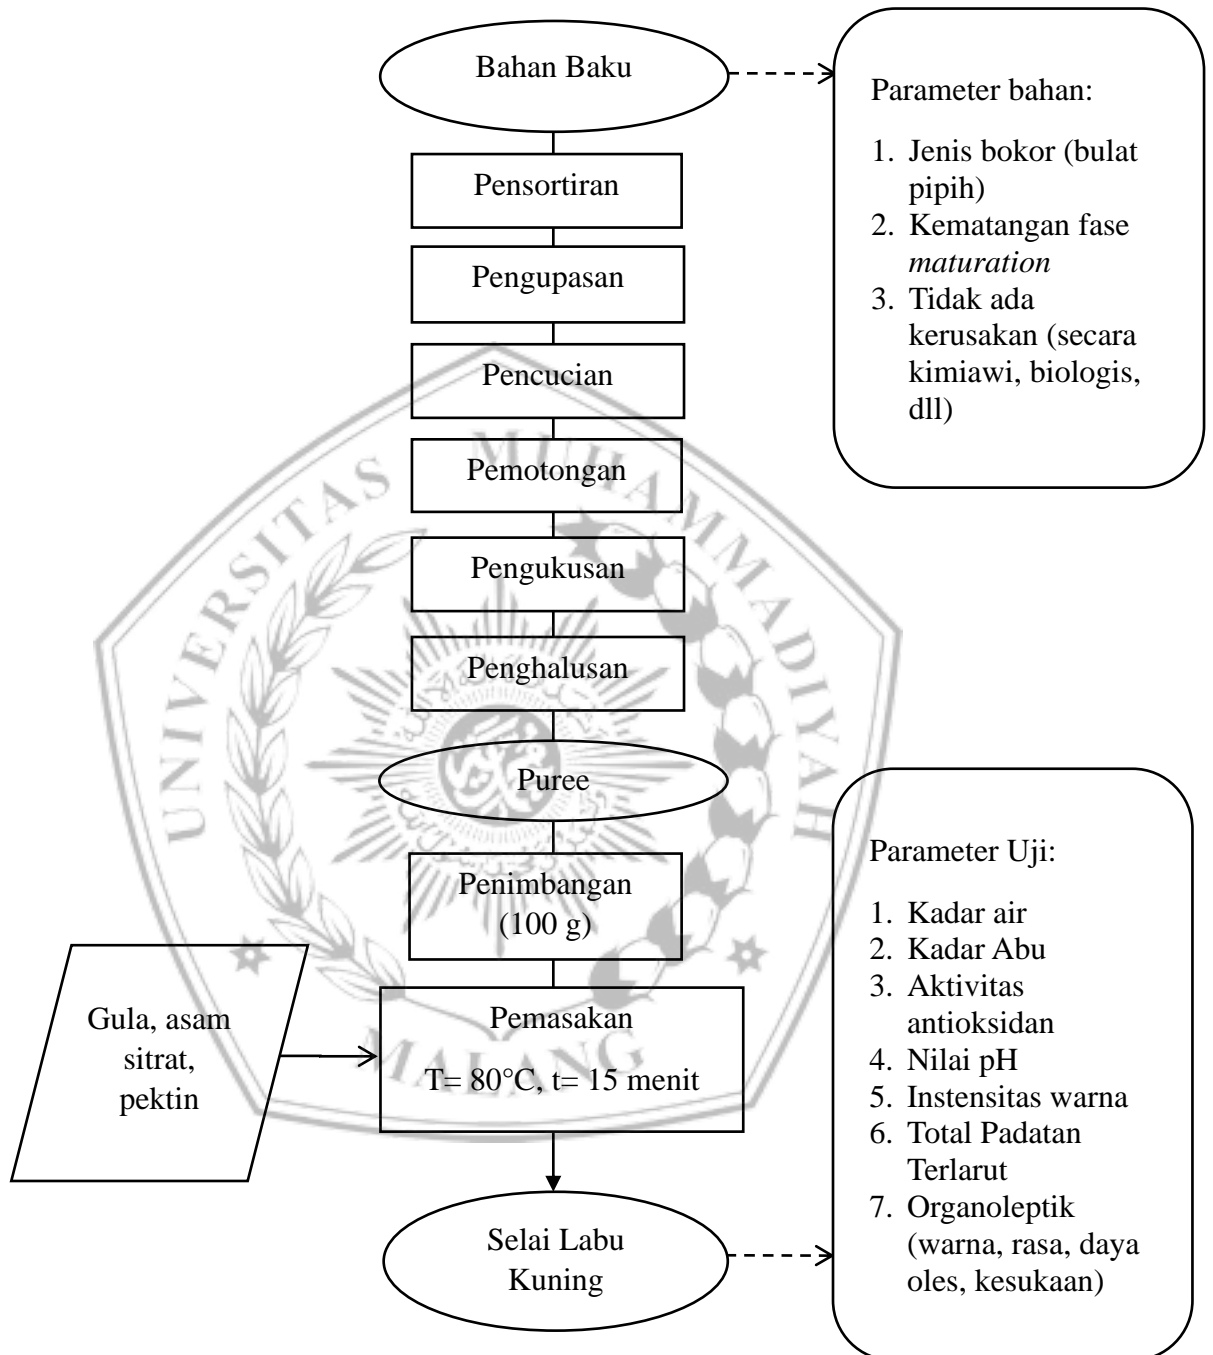 Bahan Baku
Parameter bahan:
1. Jenis bokor (bulat
pipih)
2. Kematangan fase
maturation
3. Tidak ada
kerusakan (secara
kimiawi, biologis,
dll)
Pensortiran
Pengupasan
Pencucian
Pemotongan
Pengukusan
Penghalusan
Puree
Penimbangan
(100 g)
Gula, asam
sitrat,
pektin
Pemasakan
T= 80°C, t= 15 menit
Selai Labu
Kuning
Parameter Uji:
1. Kadar air
2. Kadar Abu
3. Aktivitas
antioksidan
4. Nilai pH
5. Instensitas warna
6. Total Padatan
Terlarut
7. Organoleptik
(warna, rasa, daya
oles, kesukaan)
UNIVERSITAS MUHAMMADIYAH
MALANG